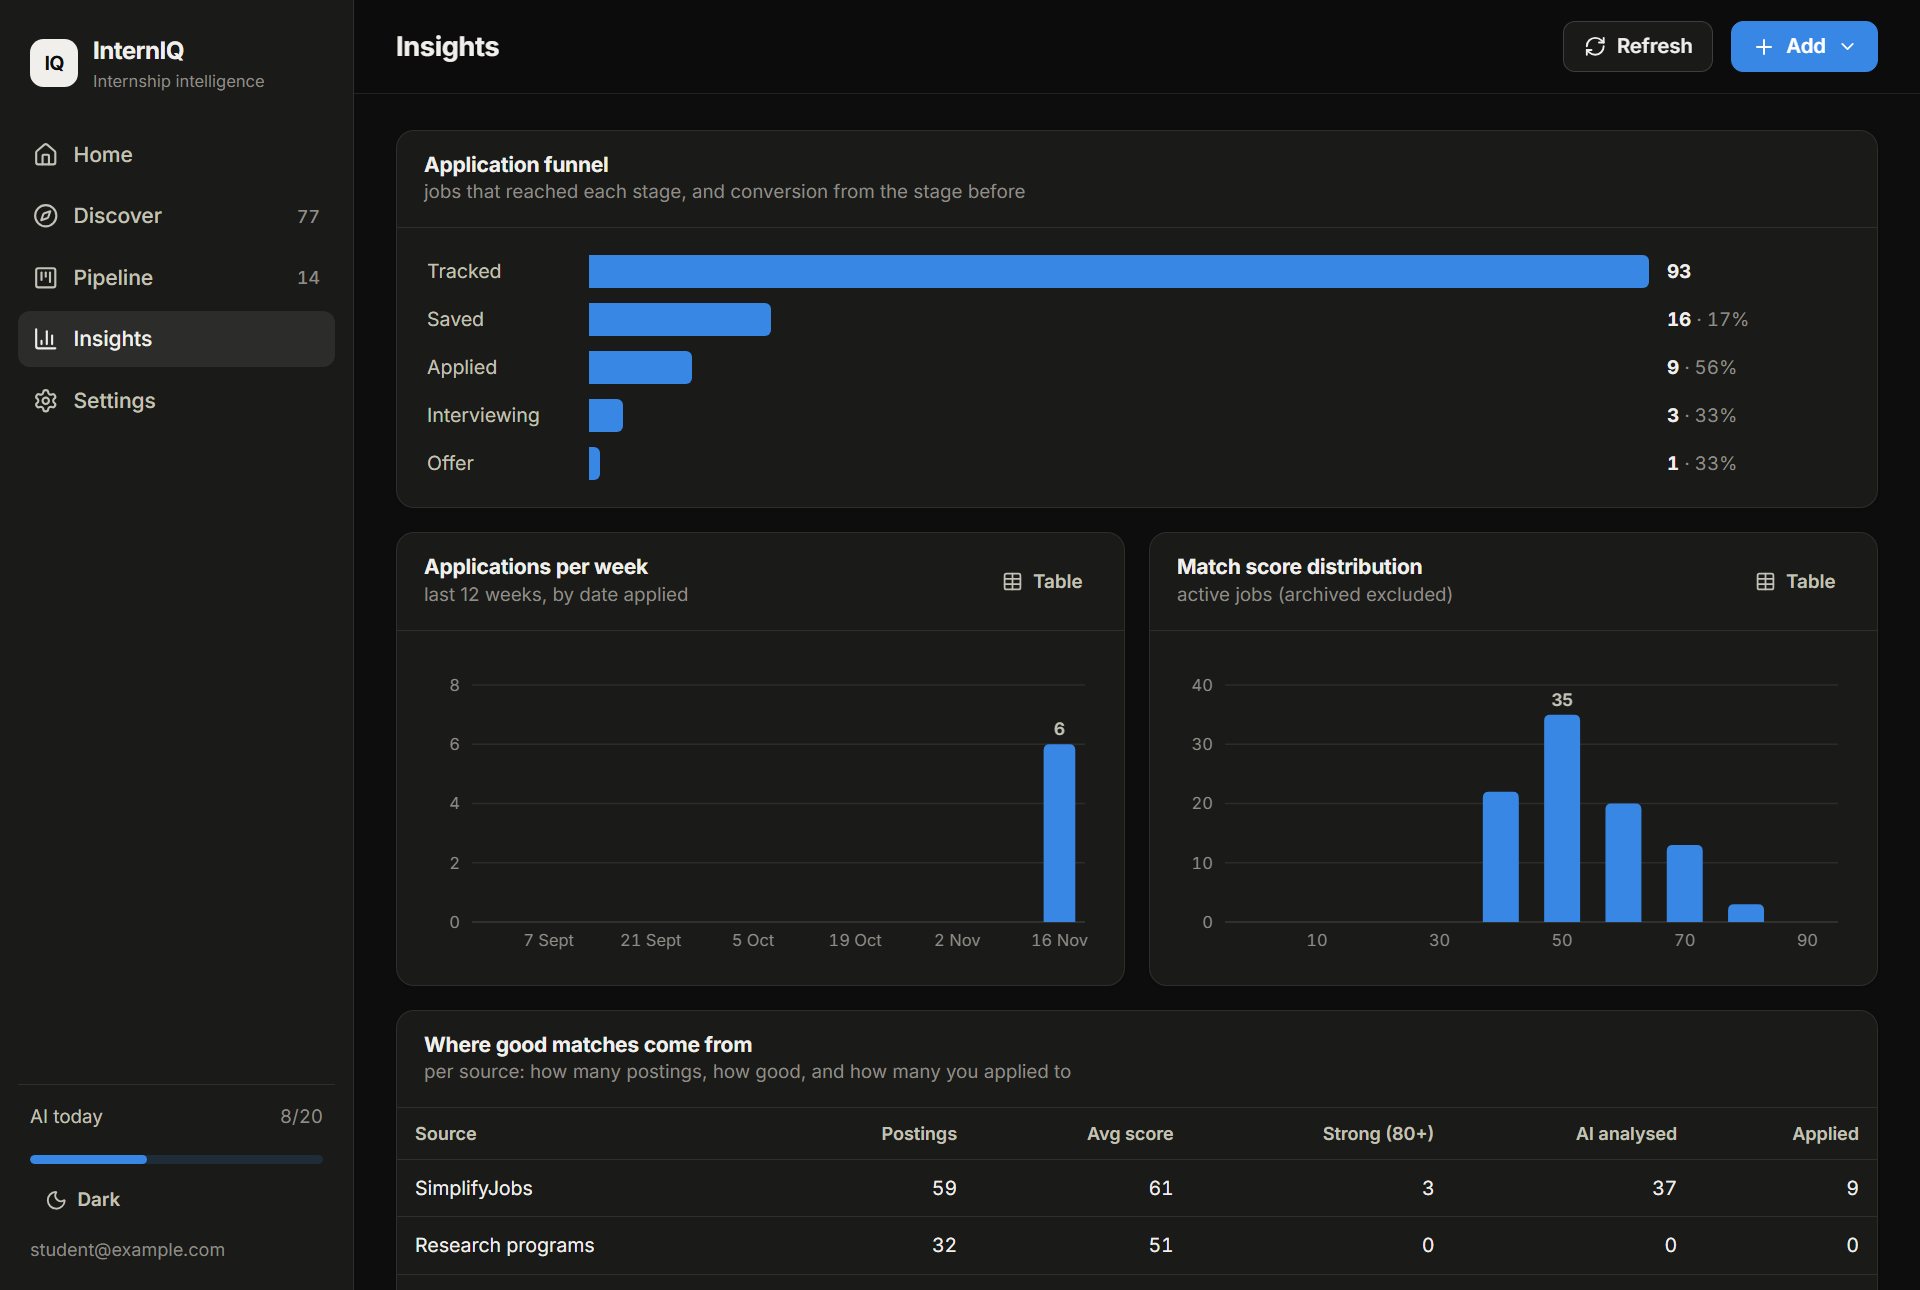 IQ
InternIQ
Internship intelligence
Home
Discover 77
Pipeline 14
Insights
Settings
AI today 8/20
Dark
student@example.com
Insights
Refresh
Add
Application funnel
jobs that reached each stage, and conversion from the stage before
Tracked 93
Saved 16 · 17%
Applied 9 · 56%
Interviewing 3 · 33%
Offer 1 · 33%
Applications per week
last 12 weeks, by date applied
Table
8
6
4
2
0
6
7 Sept 21 Sept 5 Oct 19 Oct 2 Nov 16 Nov
Match score distribution
active jobs (archived excluded)
Table
40
30
20
10
0
35
10 30 50 70 90
Where good matches come from
per source: how many postings, how good, and how many you applied to
Source Postings Avg score Strong (80+) AI analysed Applied
SimplifyJobs 59 61 3 37 9
Research programs 32 51 0 0 0